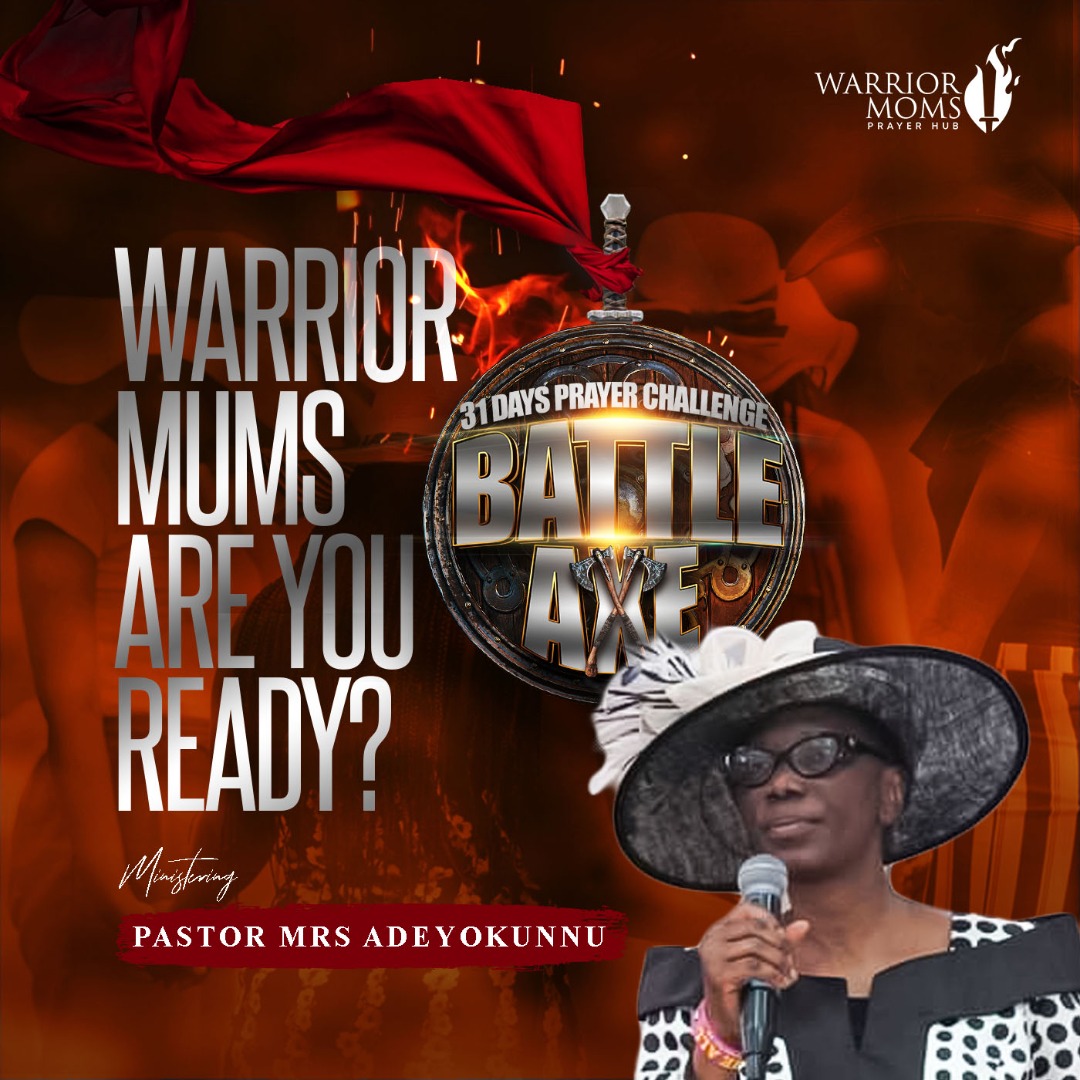 WARRIOR
MOMS
PRAYER HUB
WARRIOR
MUMS
ARE YOU
READY?
31 DAYS PRAYER CHALLENGE
BATTLE
AXE
Ministering
PASTOR MRS ADEYOKUNNU